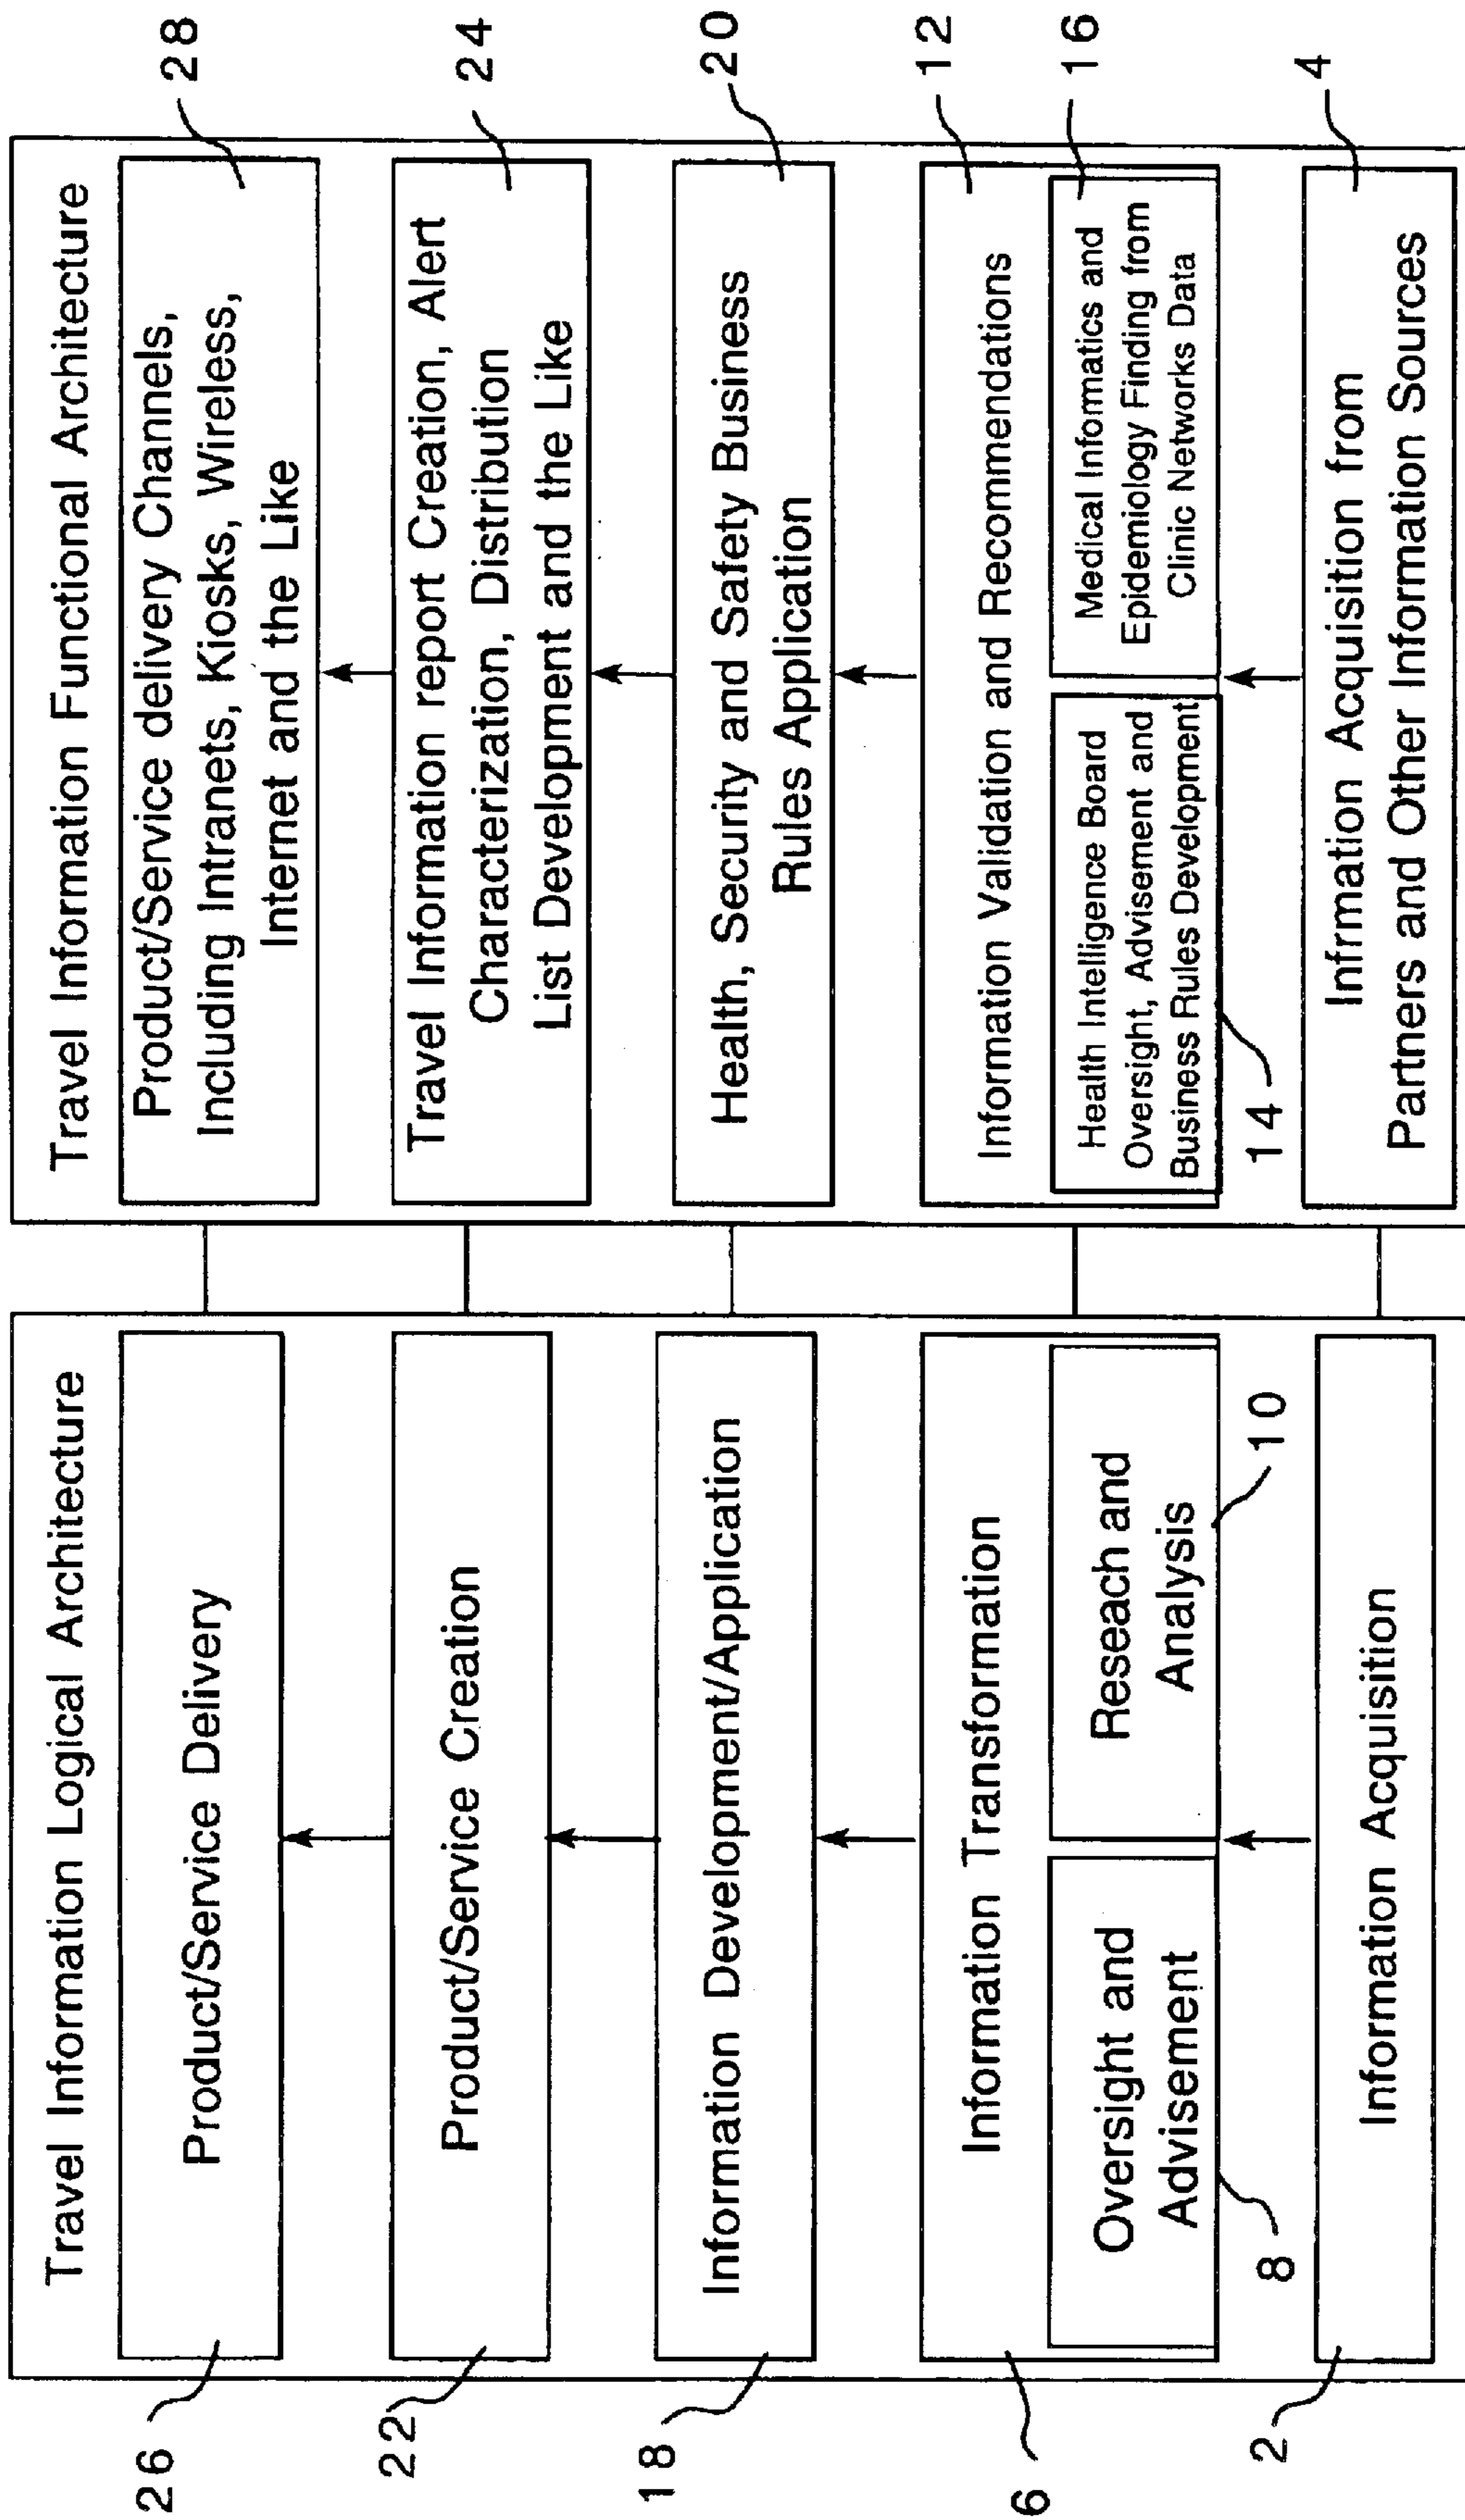 Travel Information Logical Architecture
Product/Service Delivery
26
Product/Service Creation
22
Information Development/Application
18
Information Transformation
6
Oversight and
Advisement
8
Reseach and
Analysis
10
Information Acquisition
2
Travel Information Functional Architecture
Product/Service delivery Channels,
Including Intranets, Kiosks, Wireless,
Internet and the Like
28
Travel Information report Creation, Alert
Characterization, Distribution
List Development and the Like
24
Health, Security and Safety Business
Rules Application
20
Information Validation and Recommendations
12
Health Intelligence Board
Oversight, Advisement and
Business Rules Development
14
Medical Informatics and
Epidemiology Finding from
Clinic Networks Data
16
Infrmation Acquisition from
Partners and Other Information Sources
4